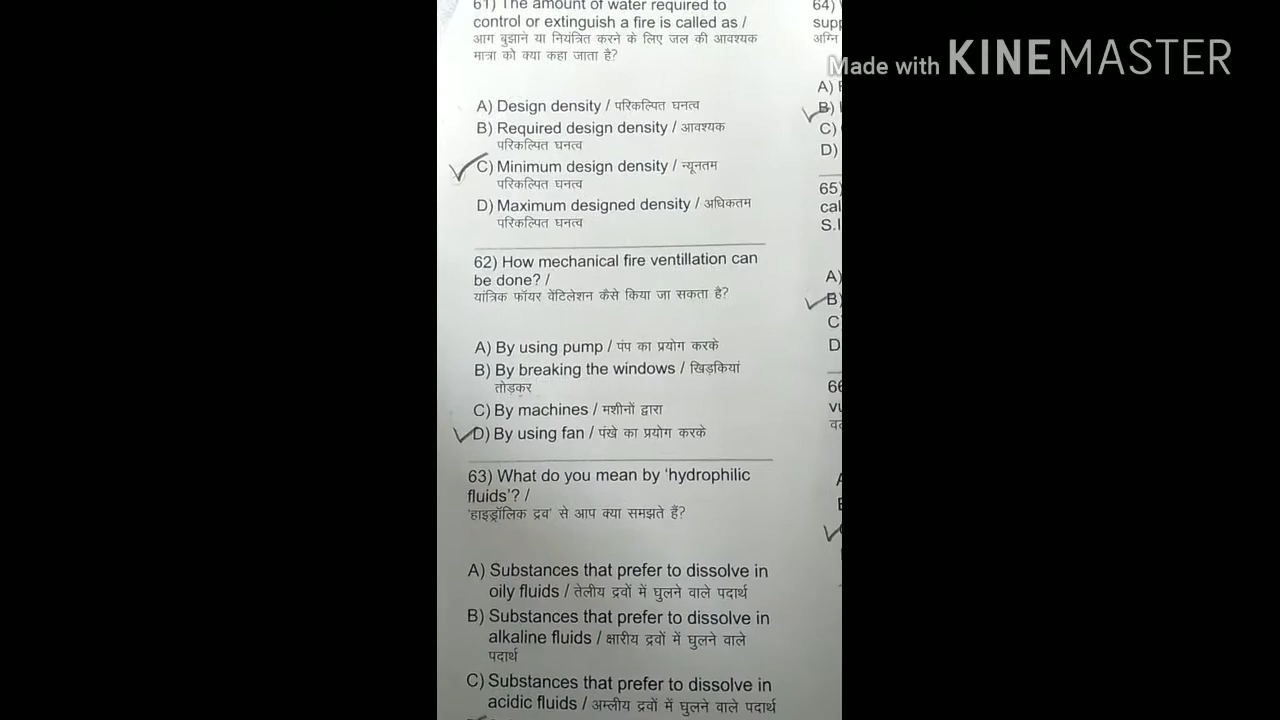 61) The amount of water required to
control or extinguish a fire is called as /
आग बुझाने या नियंत्रित करने के लिए जल की आवश्यक
मात्रा को क्या कहा जाता है?
A) Design density / परिकल्पित घनत्व
B) Required design density / आवश्यक
परिकल्पित घनत्व
C) Minimum design density / न्यूनतम
परिकल्पित घनत्व
D) Maximum designed density / अधिकतम
परिकल्पित घनत्व
62) How mechanical fire ventillation can
be done? /
यांत्रिक फॉयर वेंटिलेशन कैसे किया जा सकता है?
A) By using pump / पंप का प्रयोग करके
B) By breaking the windows / खिड़कियां
तोड़कर
C) By machines / मशीनों द्वारा
D) By using fan / पंखे का प्रयोग करके
63) What do you mean by 'hydrophilic
fluids'? /
'हाइड्रॉलिक द्रव' से आप क्या समझते हैं?
A) Substances that prefer to dissolve in
oily fluids / तेलीय द्रवों में घुलने वाले पदार्थ
B) Substances that prefer to dissolve in
alkaline fluids / क्षारीय द्रवों में घुलने वाले
पदार्थ
C) Substances that prefer to dissolve in
acidic fluids / अम्लीय द्रवों में घुलने वाले पदार्थ
64)
अग्नि
Made with KINEMASTER
A)
B)
C)
D)
65)
S.I
A)
B)
C
D